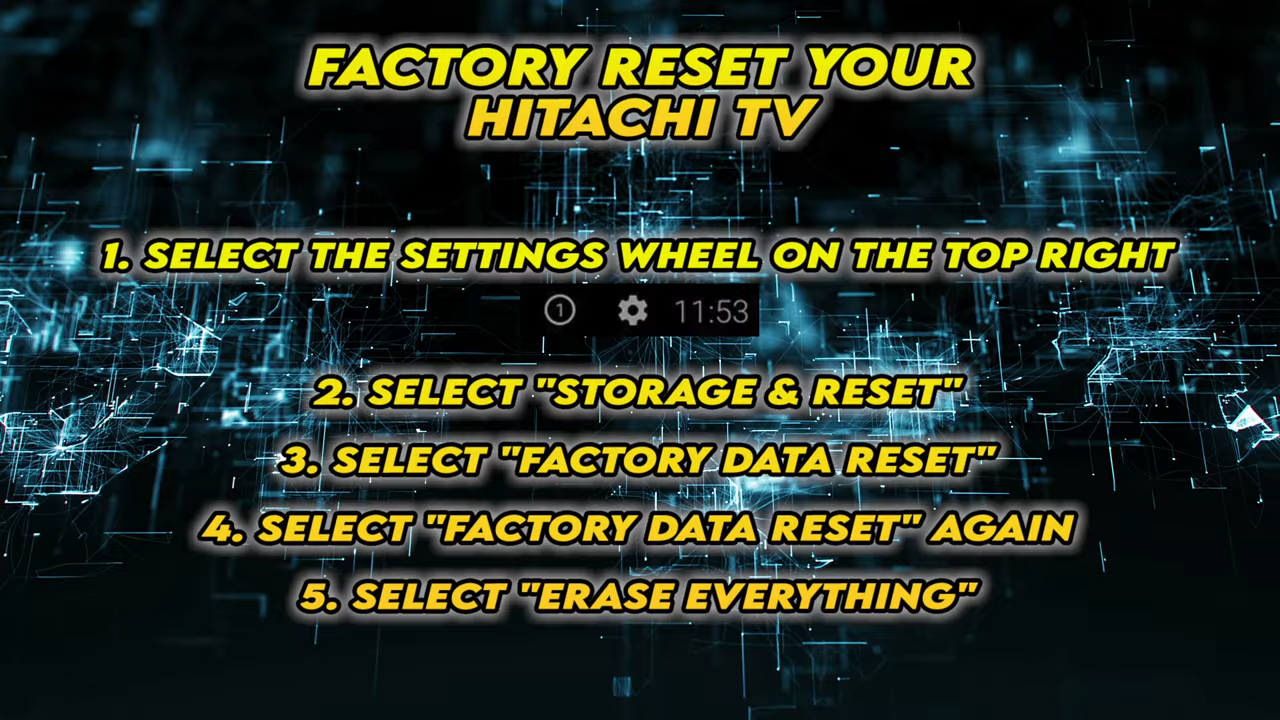 FACTORY RESET YOUR
HITACHI TV
1. SELECT THE SETTINGS WHEEL ON THE TOP RIGHT
1 11:53
2. SELECT "STORAGE & RESET"
3. SELECT "FACTORY DATA RESET"
4. SELECT "FACTORY DATA RESET" AGAIN
5. SELECT "ERASE EVERYTHING"